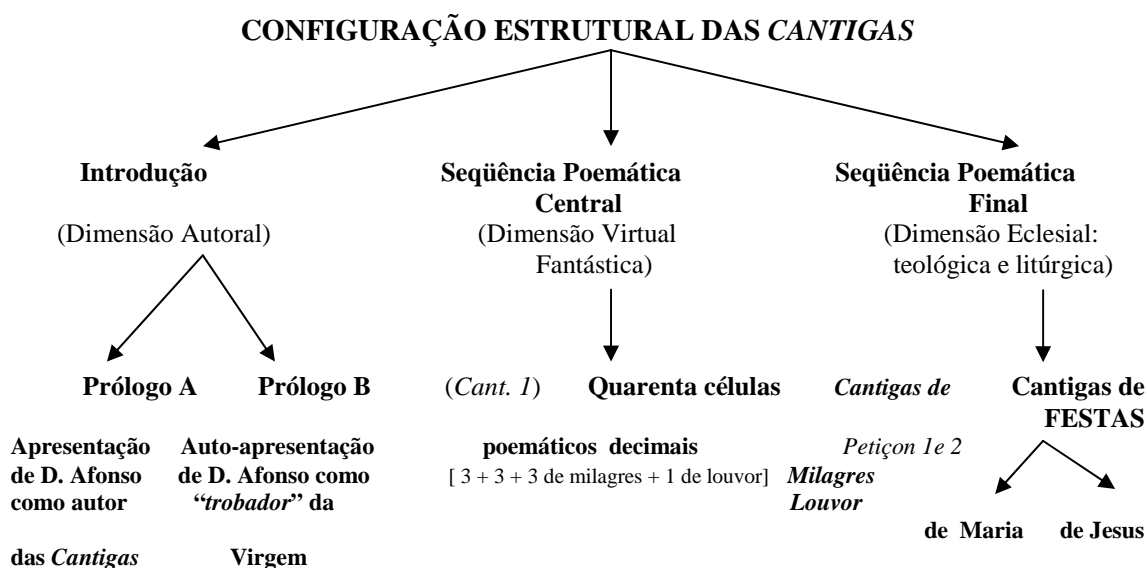 CONFIGURAÇÃO ESTRUTURAL DAS CANTIGAS
Introdução
(Dimensão Autoral)
Prólogo A
Apresentação
de D. Afonso
como autor
das Cantigas
Prólogo B
Auto-apresentação
de D. Afonso como
“trobador” da
Virgem
Seqüência Poemática
Central
(Dimensão Virtual
Fantástica)
(Cant. 1)
Quarenta células
poemáticos decimais
[ 3 + 3 + 3 de milagres + 1 de louvor]
Seqüência Poemática
Final
(Dimensão Eclesial:
teológica e litúrgica)
Cantigas de
Petiçon 1e 2
Milagres
Louvor
Cantigas de
FESTAS
de Maria
de Jesus